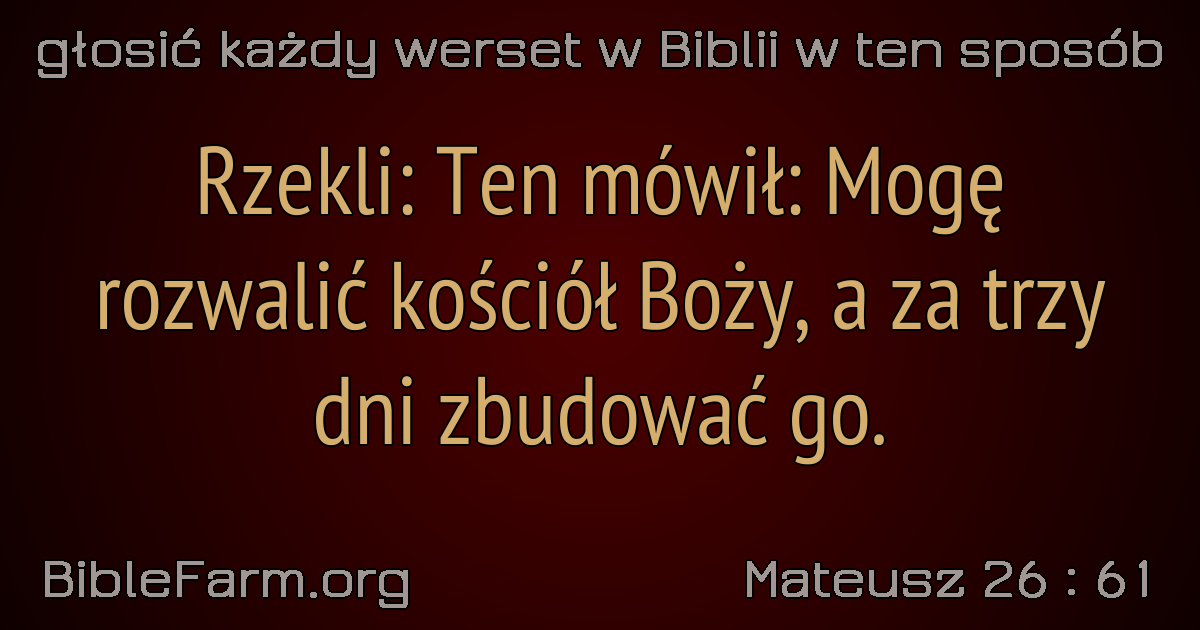 głosić każdy werset w Biblii w ten sposób
Rzekli: Ten mówił: Mogę
rozwalić kościół Boży, a za trzy
dni zbudować go.
BibleFarm.org
Mateusz 26 : 61